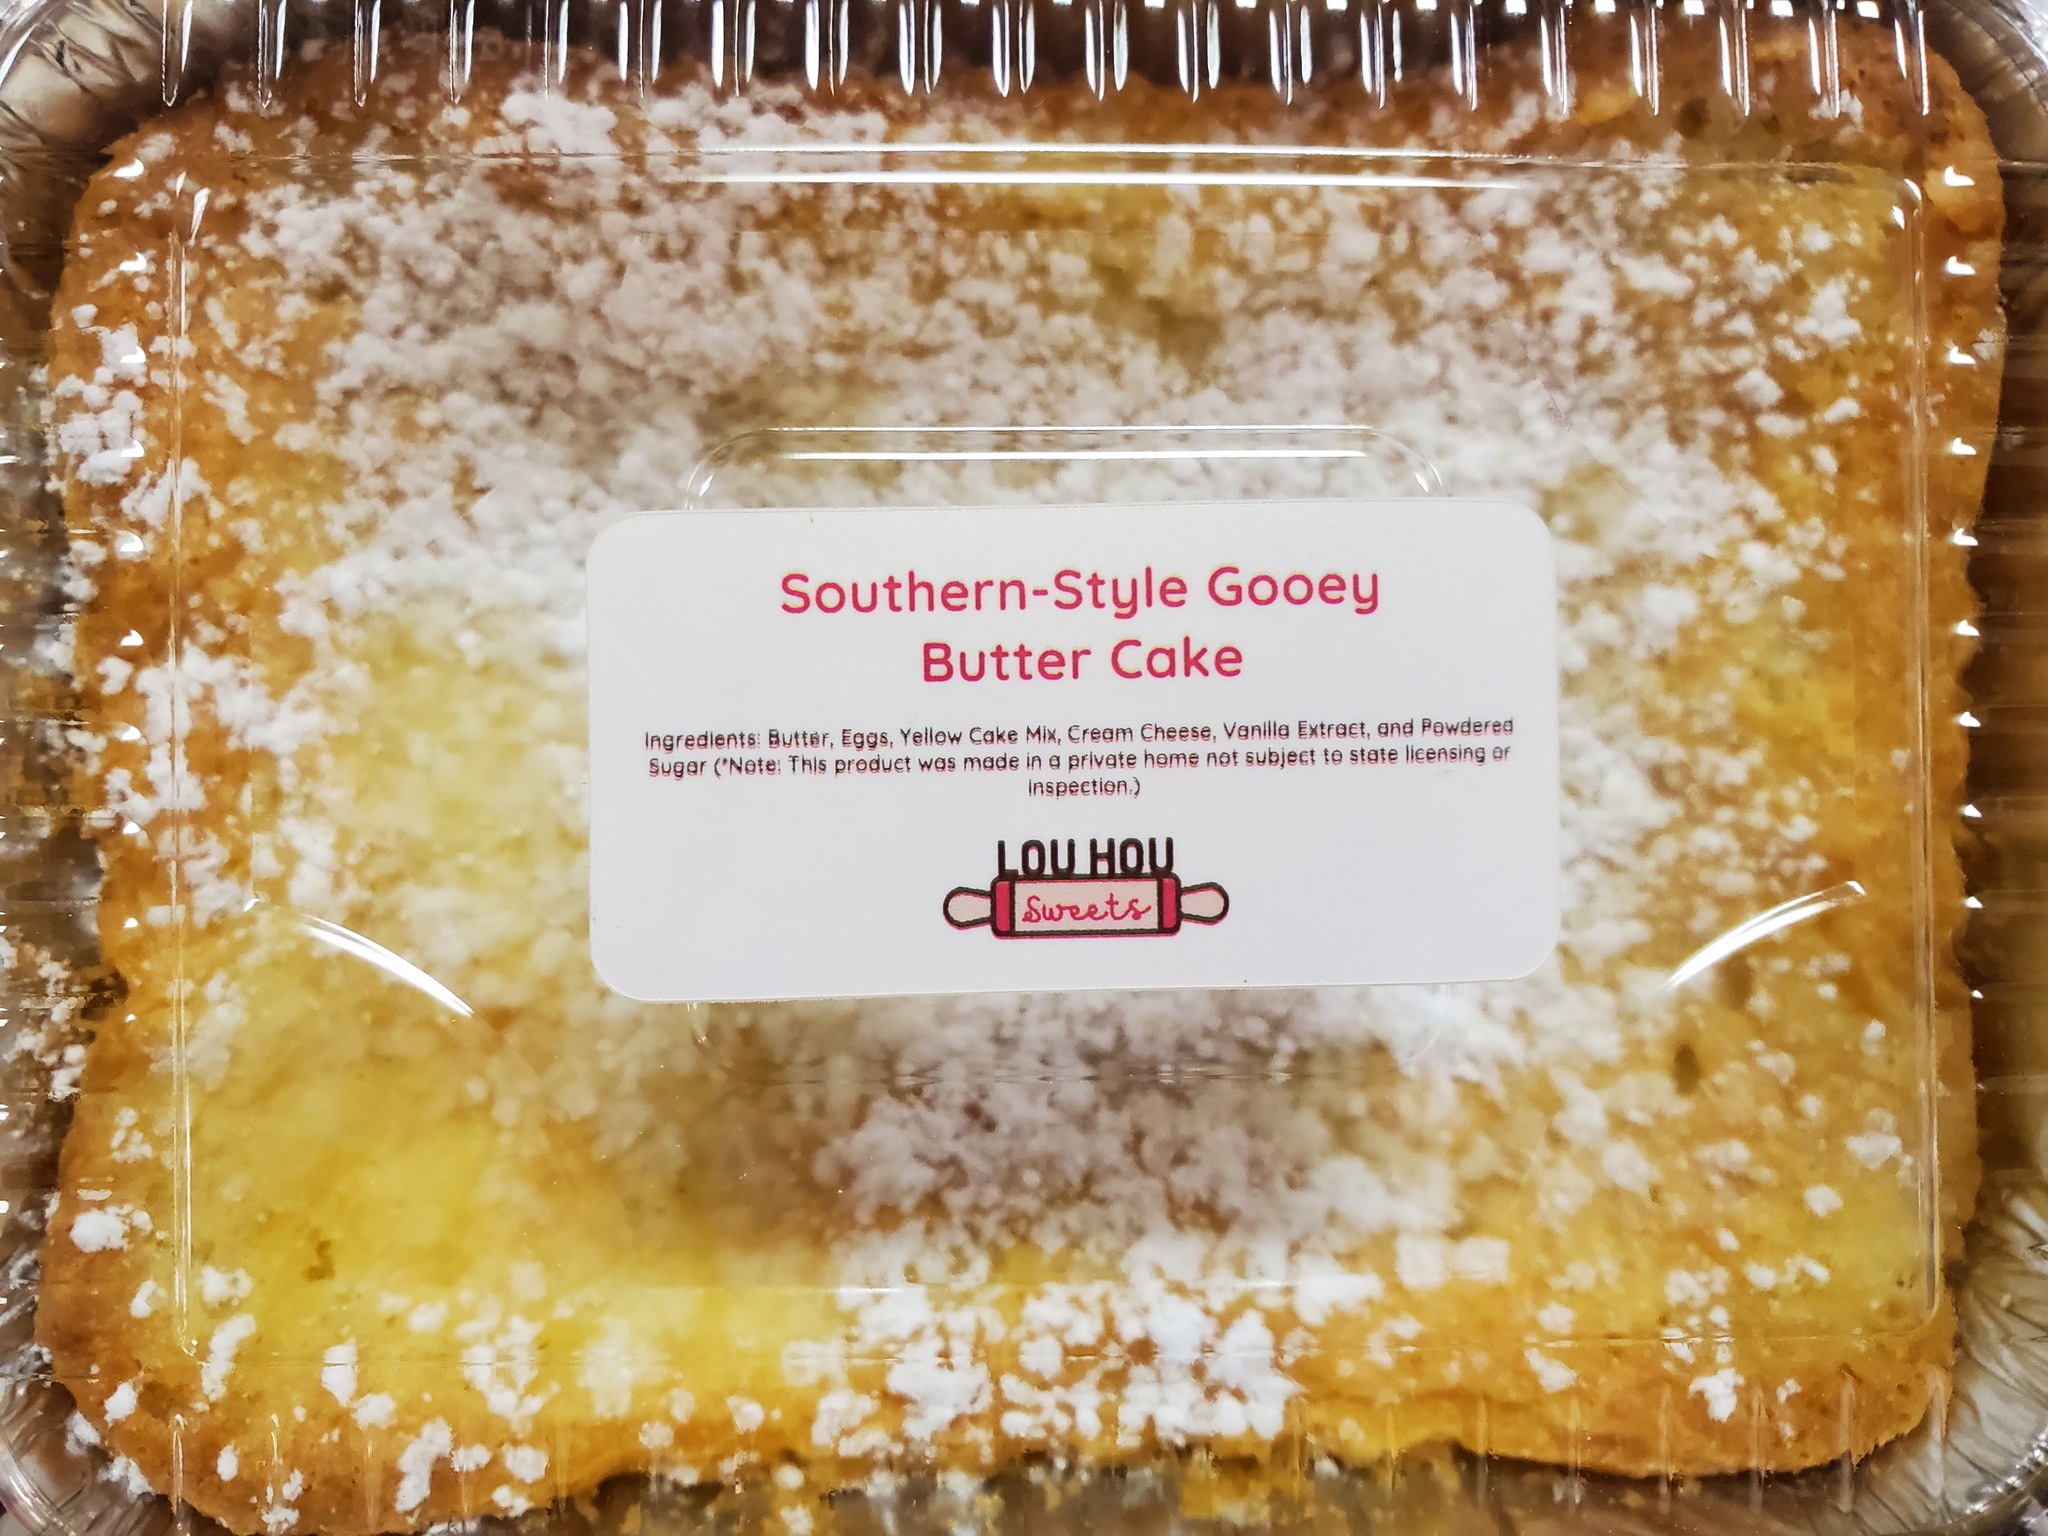 Southern-Style Gooey
Butter Cake
Ingredients: Butter, Eggs, Yellow Cake Mix, Cream Cheese, Vanilla Extract, and Powdered
Sugar (*Note: This product was made in a private home not subject to state licensing or
inspection.)
LOU HOU
Sweets